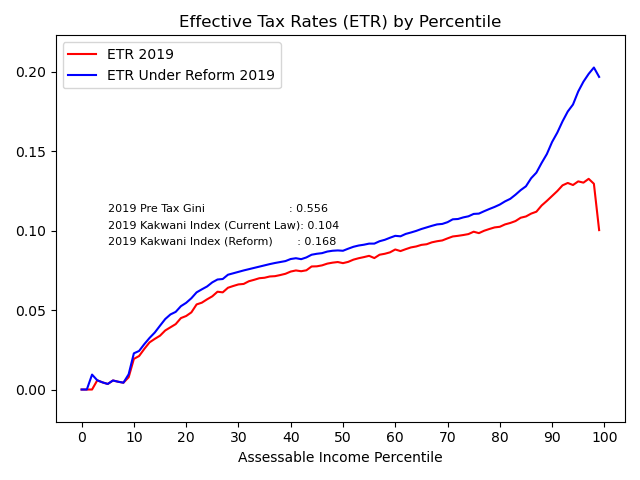 Effective Tax Rates (ETR) by Percentile
ETR 2019
ETR Under Reform 2019
0.20
0.15
0.10
0.05
0.00
2019 Pre Tax Gini : 0.556
2019 Kakwani Index (Current Law): 0.104
2019 Kakwani Index (Reform) : 0.168
0 10 20 30 40 50 60 70 80 90 100
Assessable Income Percentile